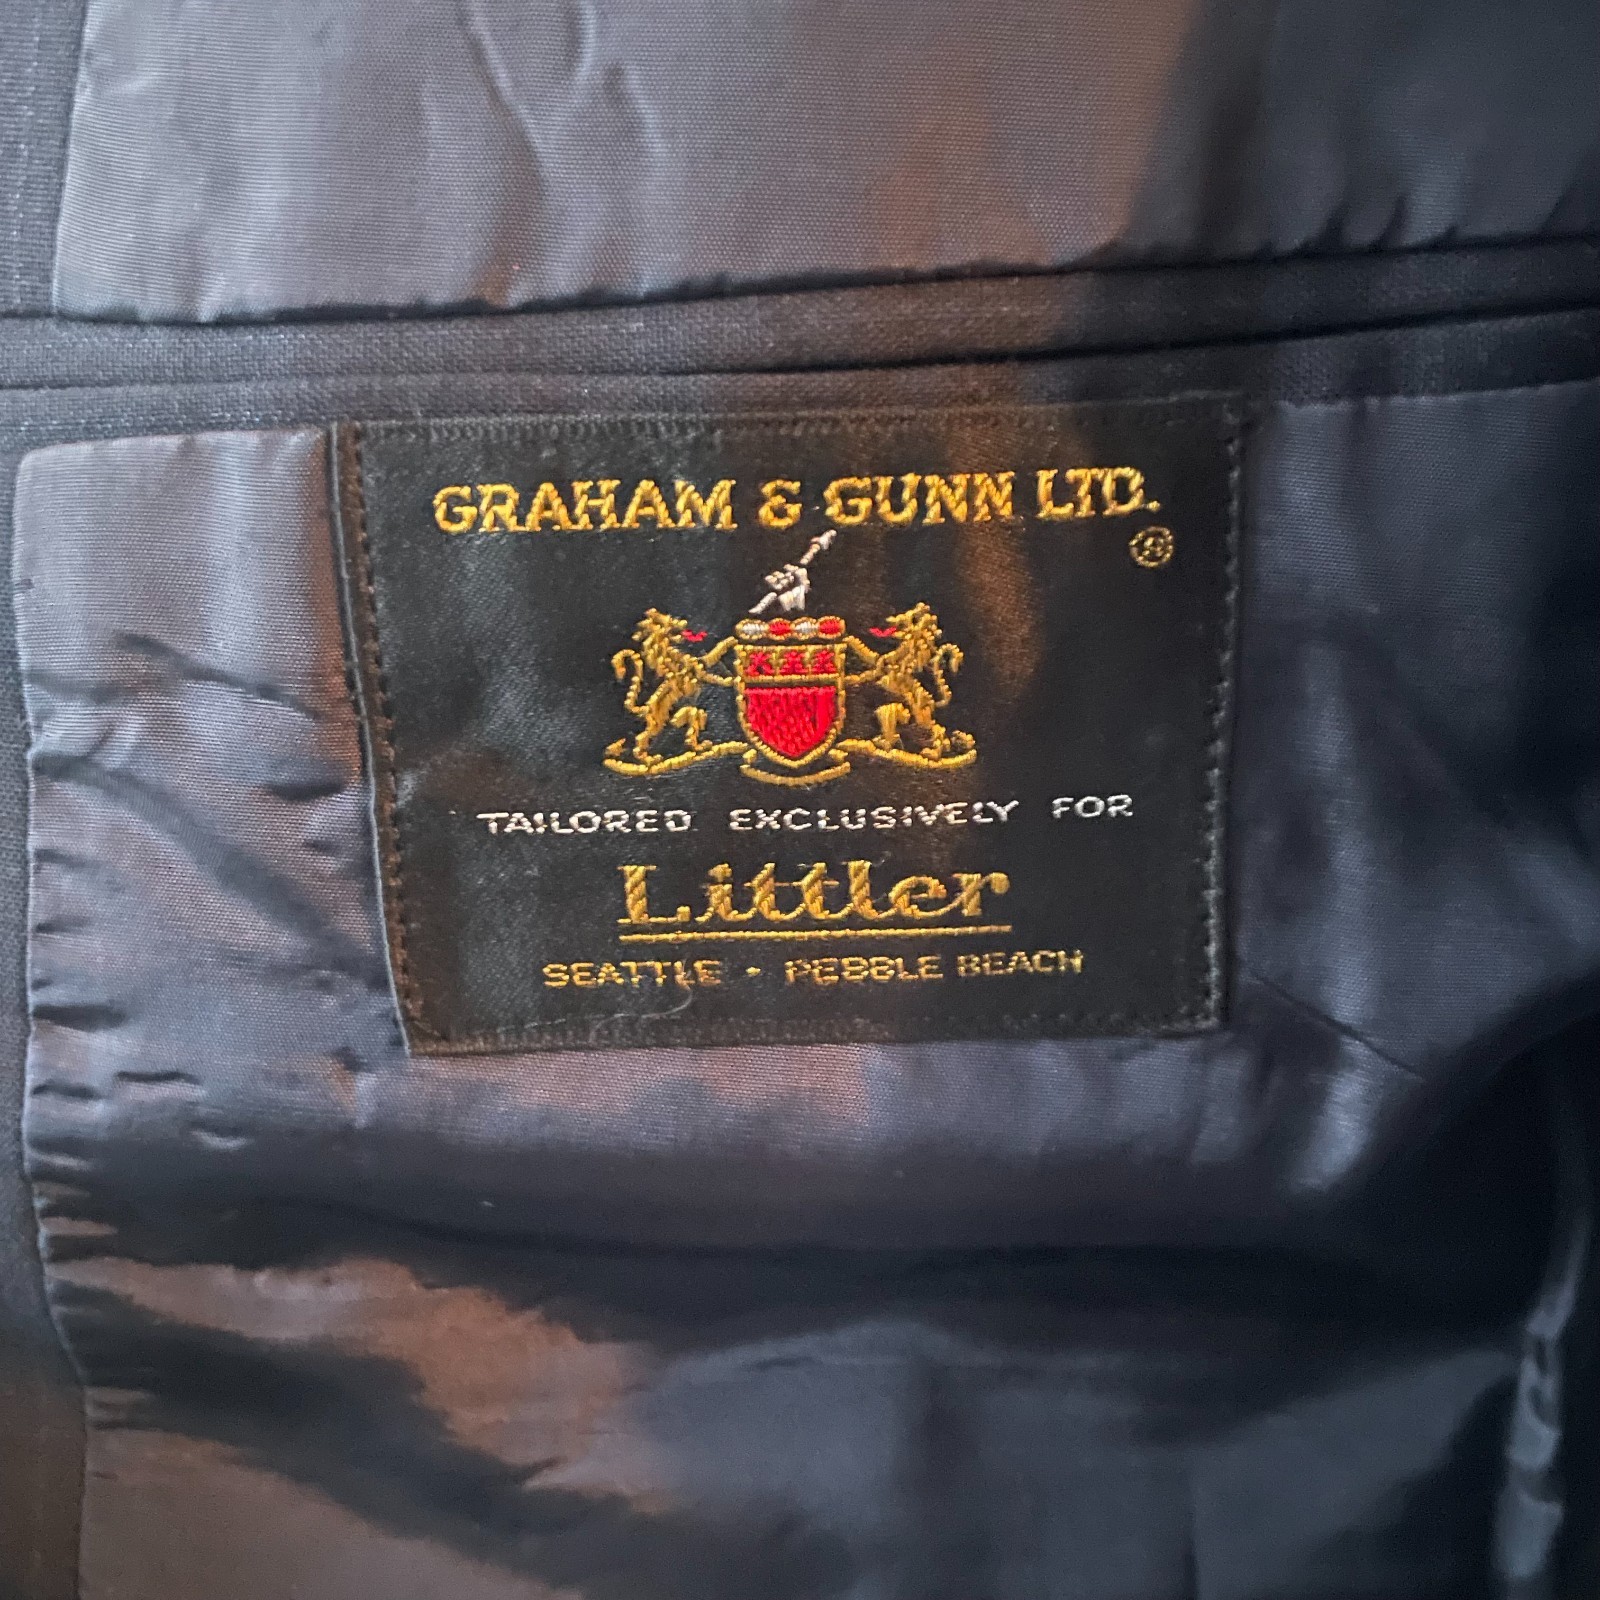 GRAHAM & GUNN LTD.
®
TAILORED EXCLUSIVELY FOR
Littler
SEATTLE • PEBBLE BEACH